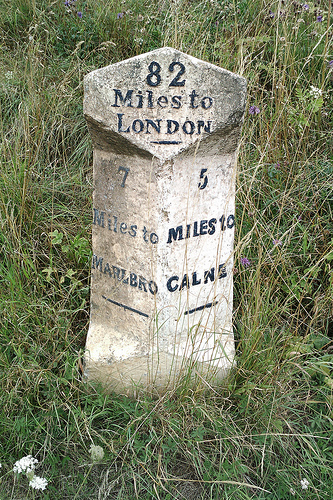 82
Miles to
LONDON
7
Miles to
MARLBRO
5
MILES TO
CALNE